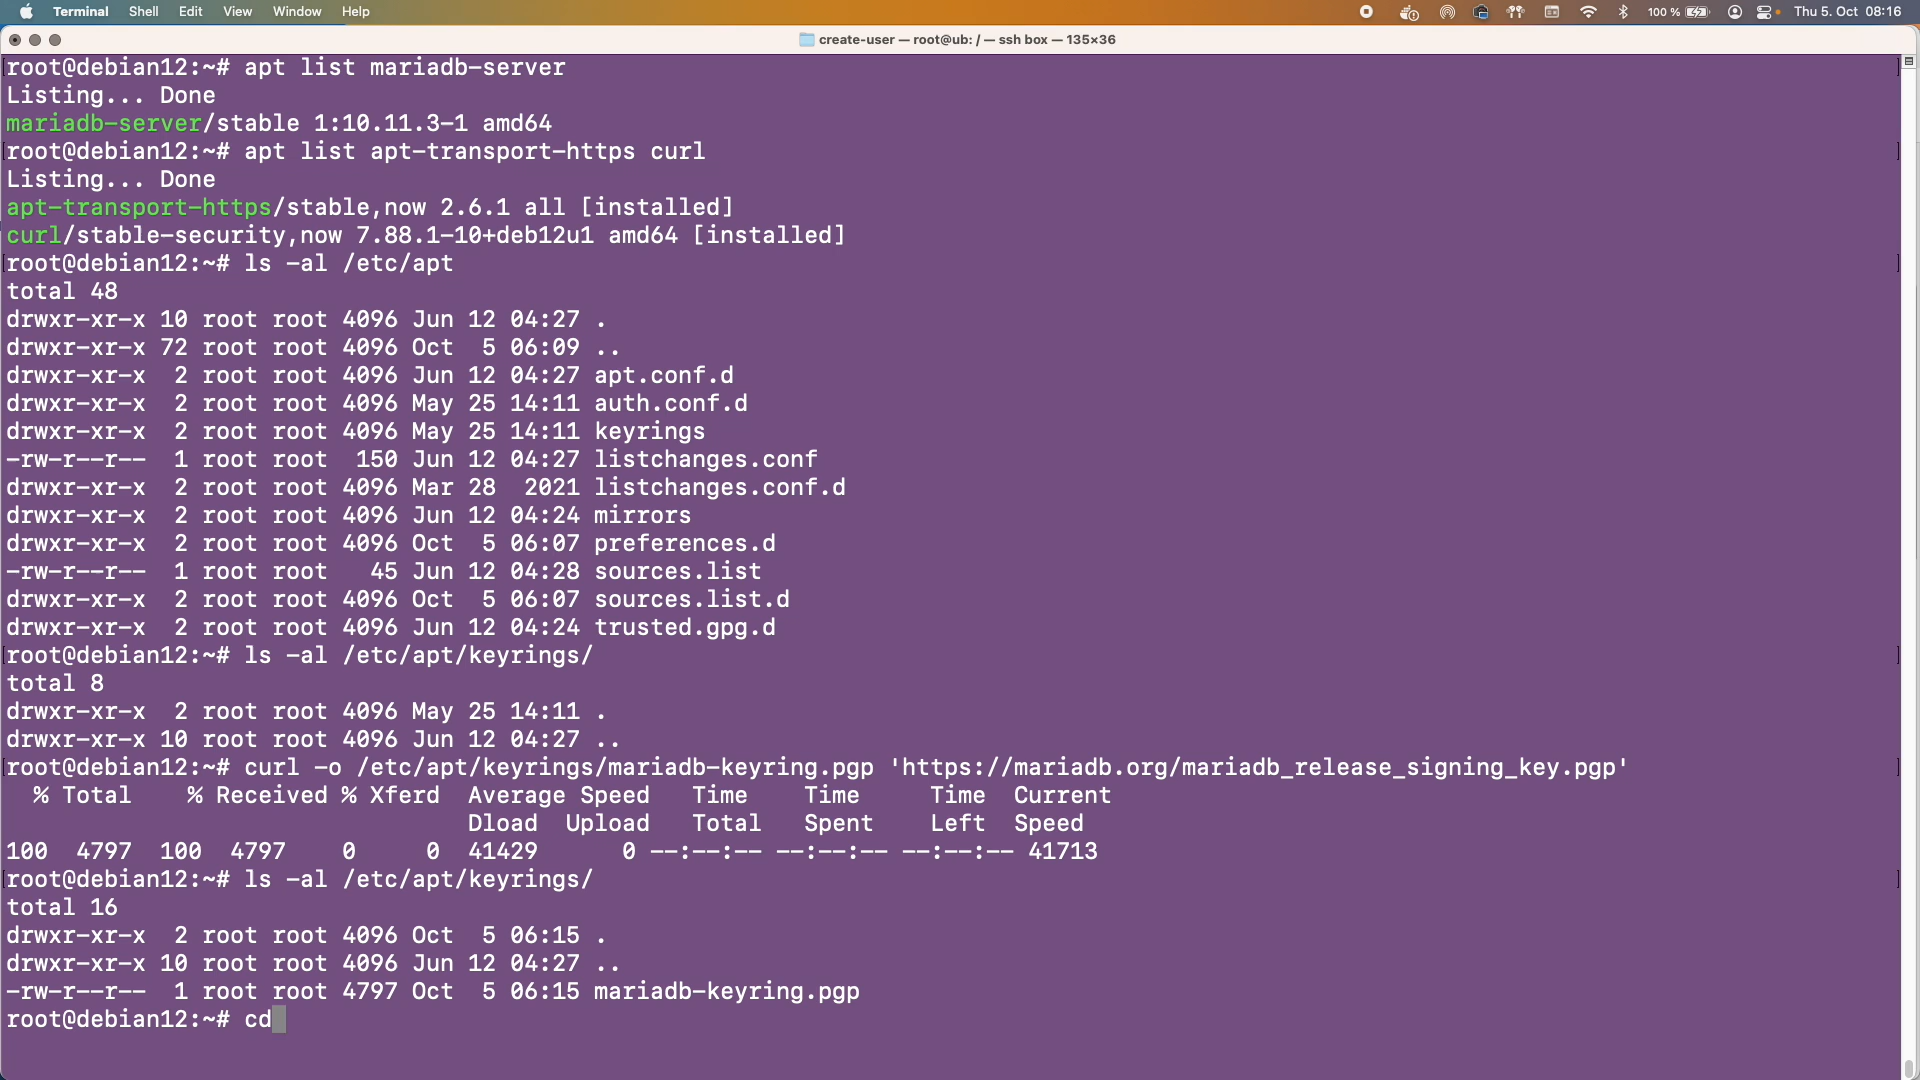 Terminal Shell Edit View Window Help 100 % Thu 5. Oct 08:16
create-user — root@ub: / — ssh box — 135×36
[root@debian12:~# apt list mariadb-server ]
Listing... Done
mariadb-server/stable 1:10.11.3-1 amd64
[root@debian12:~# apt list apt-transport-https curl ]
Listing... Done
apt-transport-https/stable,now 2.6.1 all [installed]
curl/stable-security,now 7.88.1-10+deb12u1 amd64 [installed]
[root@debian12:~# ls -al /etc/apt ]
total 48
drwxr-xr-x 10 root root 4096 Jun 12 04:27 .
drwxr-xr-x 72 root root 4096 Oct  5 06:09 ..
drwxr-xr-x  2 root root 4096 Jun 12 04:27 apt.conf.d
drwxr-xr-x  2 root root 4096 May 25 14:11 auth.conf.d
drwxr-xr-x  2 root root 4096 May 25 14:11 keyrings
-rw-r--r--  1 root root  150 Jun 12 04:27 listchanges.conf
drwxr-xr-x  2 root root 4096 Mar 28  2021 listchanges.conf.d
drwxr-xr-x  2 root root 4096 Jun 12 04:24 mirrors
drwxr-xr-x  2 root root 4096 Oct  5 06:07 preferences.d
-rw-r--r--  1 root root   45 Jun 12 04:28 sources.list
drwxr-xr-x  2 root root 4096 Oct  5 06:07 sources.list.d
drwxr-xr-x  2 root root 4096 Jun 12 04:24 trusted.gpg.d
[root@debian12:~# ls -al /etc/apt/keyrings/ ]
total 8
drwxr-xr-x  2 root root 4096 May 25 14:11 .
drwxr-xr-x 10 root root 4096 Jun 12 04:27 ..
[root@debian12:~# curl -o /etc/apt/keyrings/mariadb-keyring.pgp 'https://mariadb.org/mariadb_release_signing_key.pgp' ]
  % Total    % Received % Xferd  Average Speed   Time    Time     Time  Current
                                 Dload  Upload   Total   Spent    Left  Speed
100  4797  100  4797    0     0  41429      0 --:--:-- --:--:-- --:--:-- 41713
[root@debian12:~# ls -al /etc/apt/keyrings/ ]
total 16
drwxr-xr-x  2 root root 4096 Oct  5 06:15 .
drwxr-xr-x 10 root root 4096 Jun 12 04:27 ..
-rw-r--r--  1 root root 4797 Oct  5 06:15 mariadb-keyring.pgp
root@debian12:~# cd